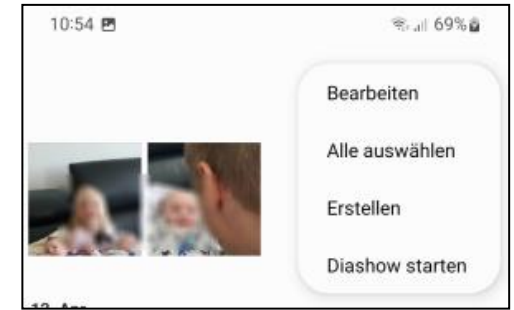 10:54 69%
Bearbeiten
Alle auswählen
Erstellen
Diashow starten